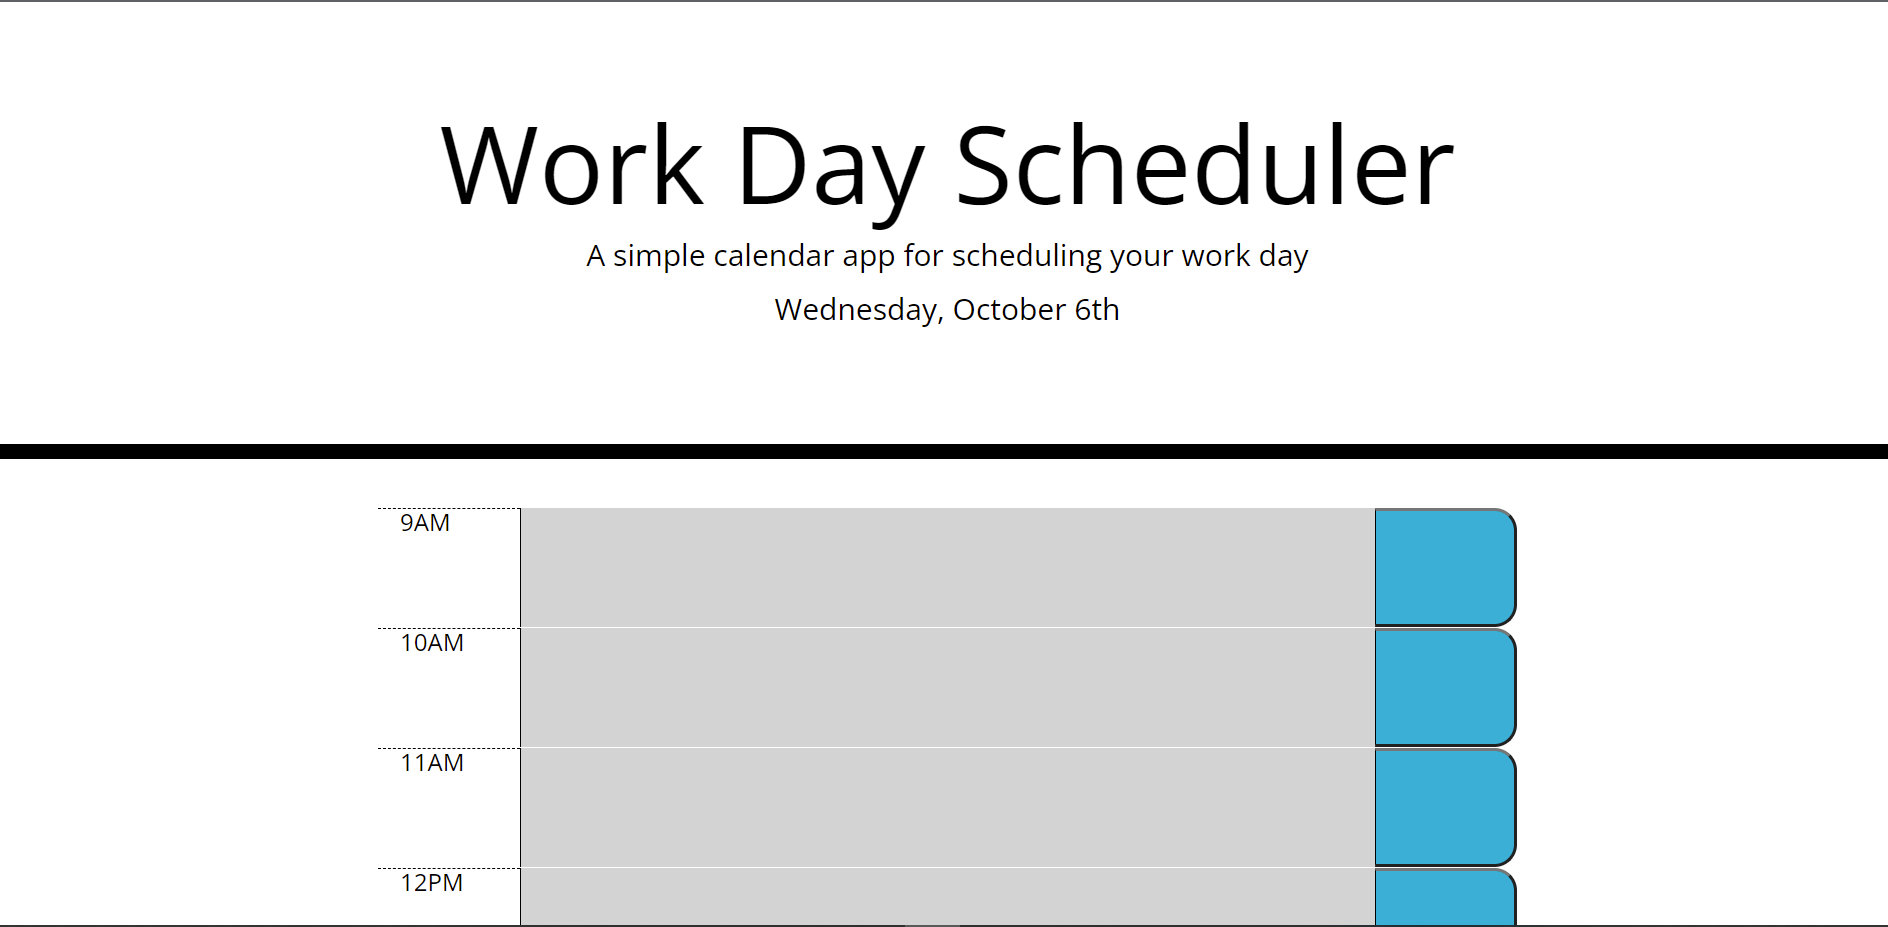 Work Day Scheduler
A simple calendar app for scheduling your work day
Wednesday, October 6th
9AM
10AM
11AM
12PM